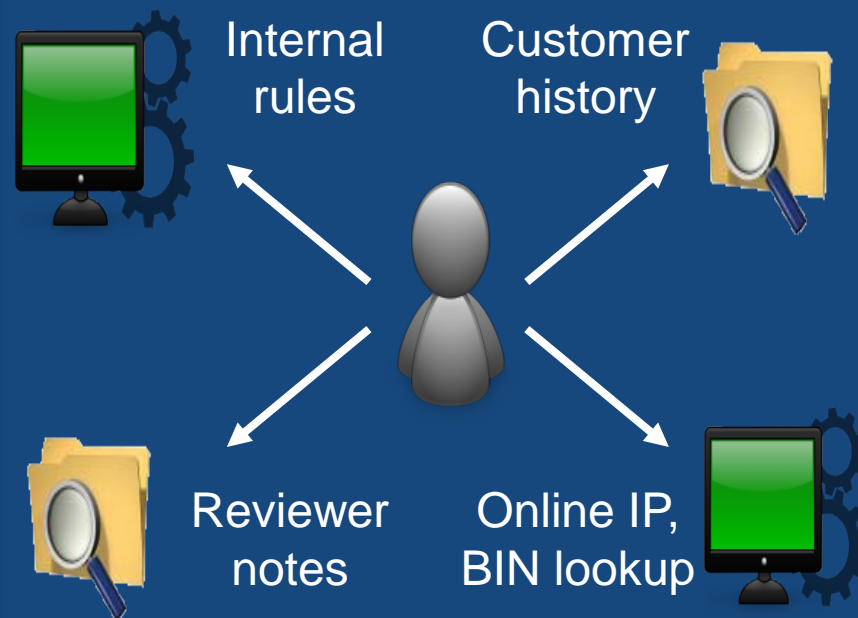 Internal
rules
Customer
history
Reviewer
notes
Online IP,
BIN lookup